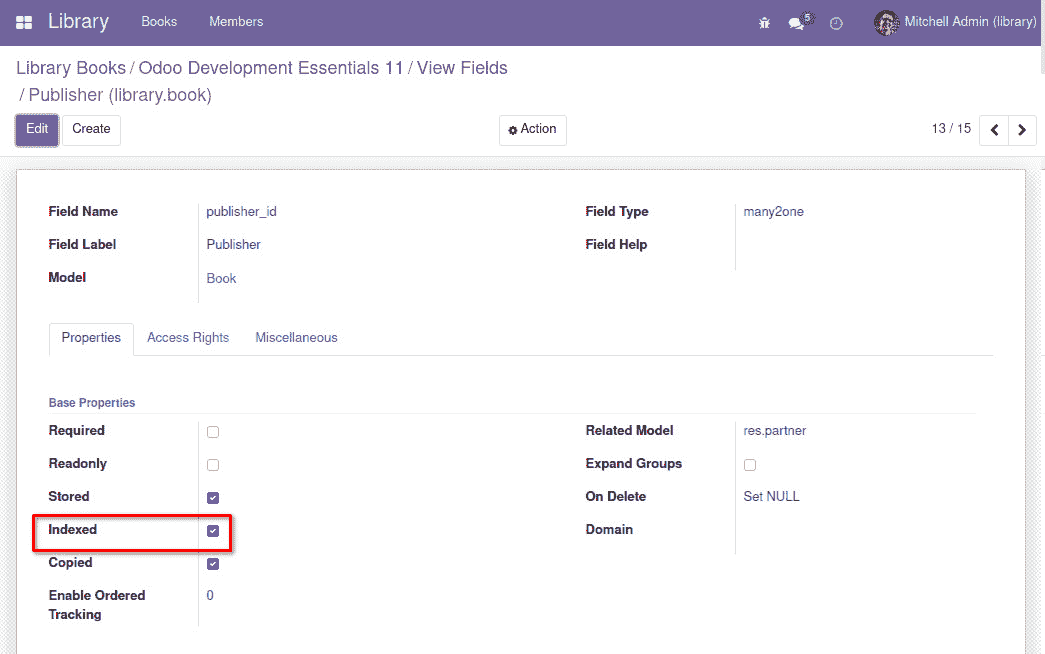 Library Books Members 5 Mitchell Admin (library)
Library Books / Odoo Development Essentials 11 / View Fields
/ Publisher (library.book)
Edit Create Action 13 / 15
Field Name publisher_id Field Type many2one
Field Label Publisher Field Help
Model Book
Properties Access Rights Miscellaneous
Base Properties
Required Related Model res.partner
Readonly Expand Groups
Stored On Delete Set NULL
Indexed Domain
Copied
Enable Ordered 0
Tracking